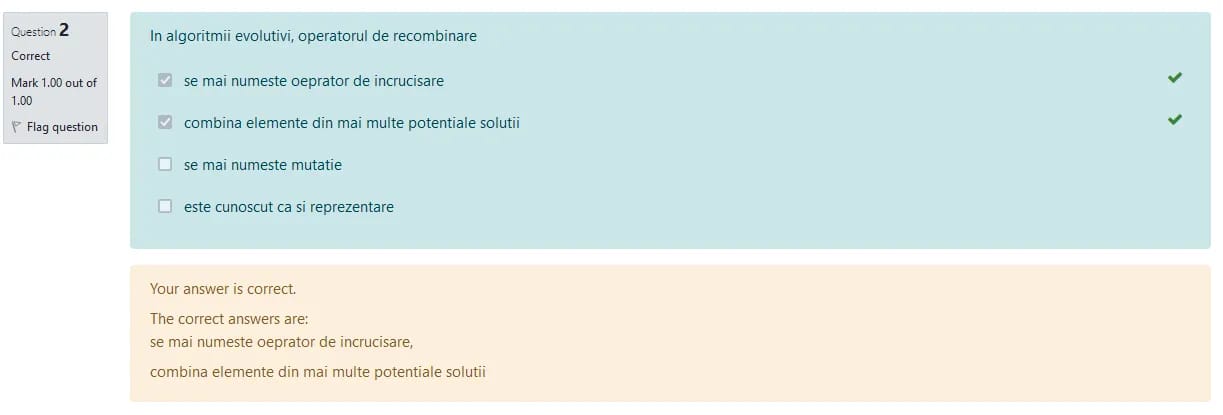 Question 2
Correct
Mark 1.00 out of
1.00
Flag question
In algoritmii evolutivi, operatorul de recombinare
se mai numeste oeprator de incrucisare
combina elemente din mai multe potentiale solutii
se mai numeste mutatie
este cunoscut ca si reprezentare
Your answer is correct.
The correct answers are:
se mai numeste oeprator de incrucisare,
combina elemente din mai multe potentiale solutii